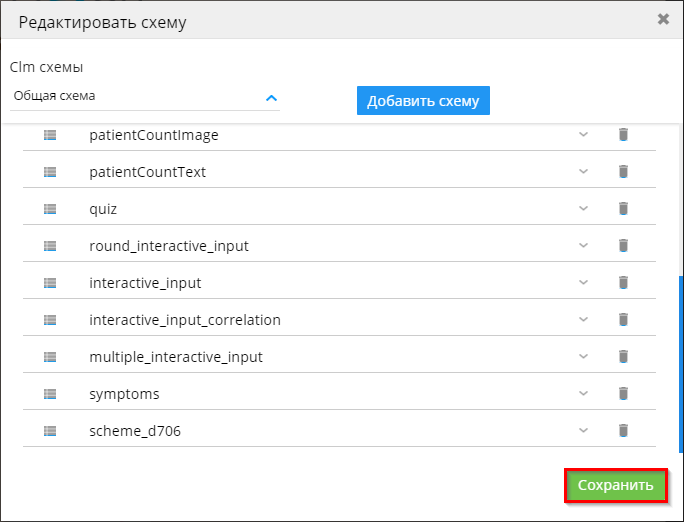 Редактировать схему
Clm схемы
Общая схема
Добавить схему
patientCountImage
patientCountText
quiz
round_interactive_input
interactive_input
interactive_input_correlation
multiple_interactive_input
symptoms
scheme_d706
Сохранить